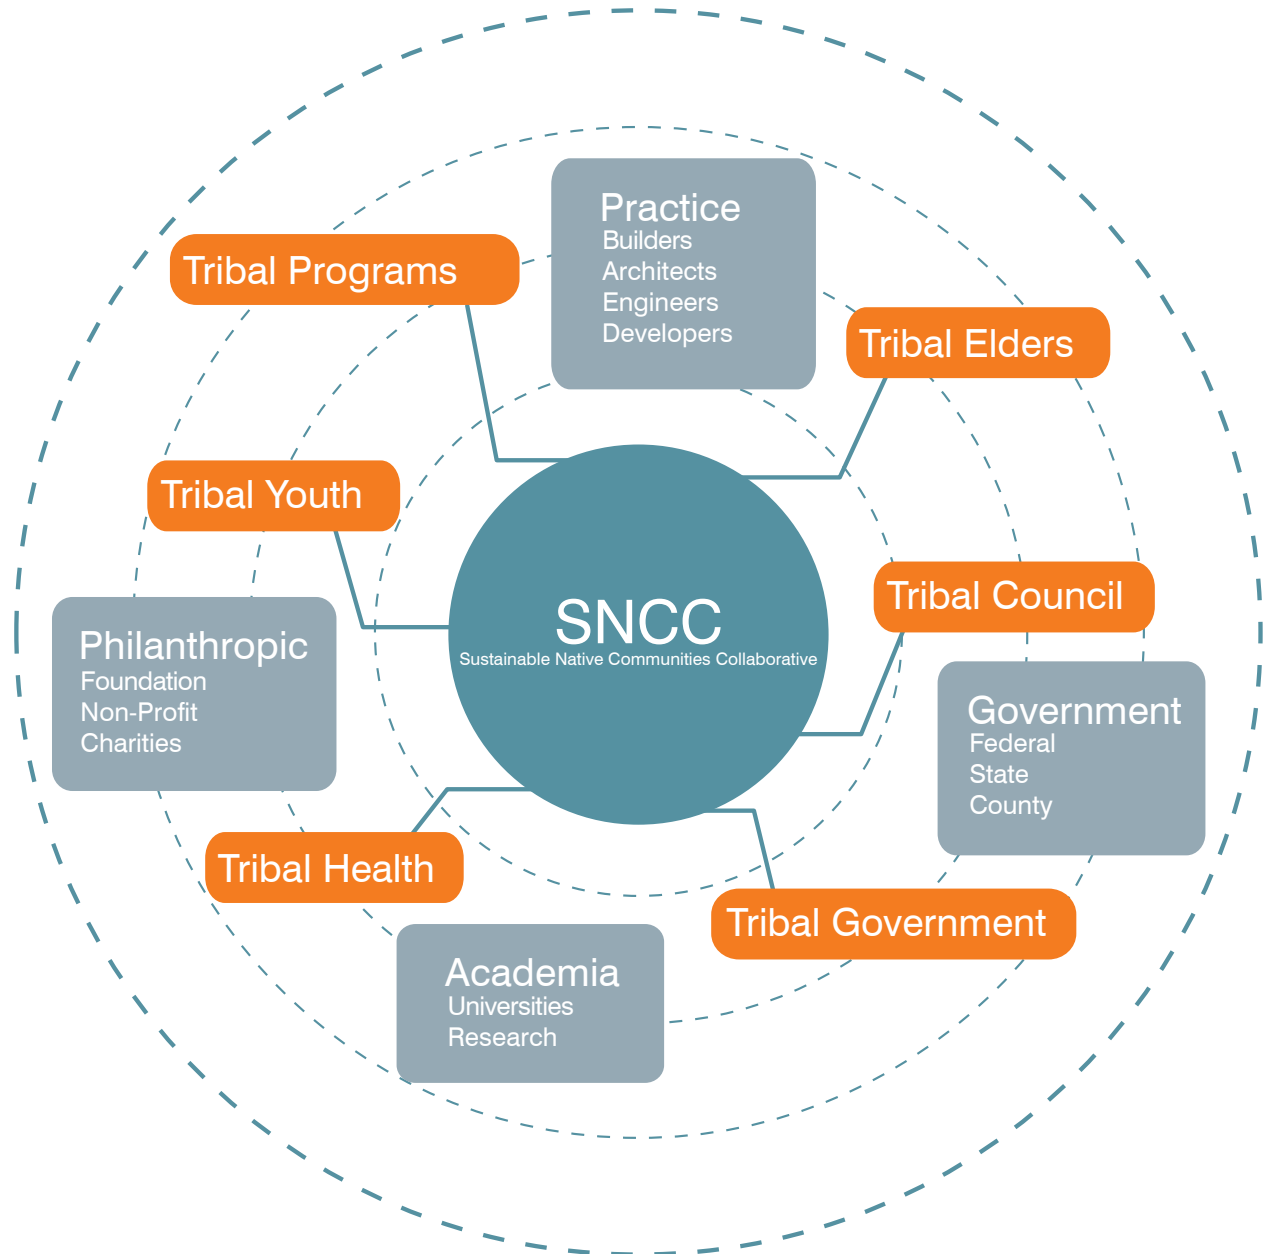 Practice
Builders
Architects
Engineers
Developers
Tribal Programs
Tribal Elders
Tribal Youth
SNCC
Sustainable Native Communities Collaborative
Tribal Council
Philanthropic
Foundation
Non-Profit
Charities
Government
Federal
State
County
Tribal Health
Tribal Government
Academia
Universities
Research